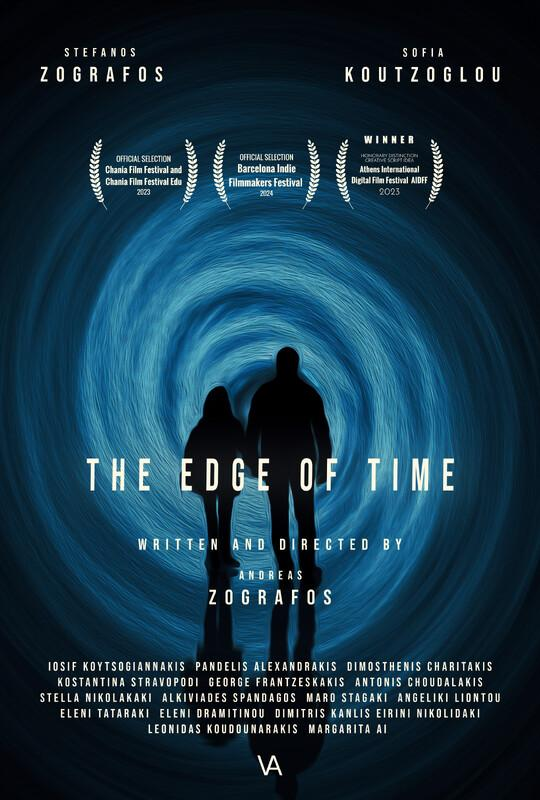 STEFANOS
ZOGRAFOS
SOFIA
KOUTZOGLOU
OFFICIAL SELECTION
Chania Film Festival and
Chania Film Festival Edu
2023
OFFICIAL SELECTION
Barcelona Indie
Filmmakers Festival
2024
WINNER
HONORARY DISTINCTION
CREATIVE SCRIPT IDEA
Athens International
Digital Film Festival AIDFF
2023
THE EDGE OF TIME
WRITTEN AND DIRECTED BY
ANDREAS
ZOGRAFOS
IOSIF KOYTSOGIANNAKIS PANDELIS ALEXANDRAKIS DIMOSTHENIS CHARITAKIS
KOSTANTINA STRAVOPODI GEORGE FRANTZESKAKIS ANTONIS CHOUDALAKIS
STELLA NIKOLAKAKI ALKIVIADES SPANDAGOS MARO STAGAKI ANGELIKI LIONTOU
ELENI TATARAKI ELENI DRAMITINOU DIMITRIS KANLIS EIRINI NIKOLIDAKI
LEONIDAS KOUDOUNARAKIS MARGARITA AI
VA